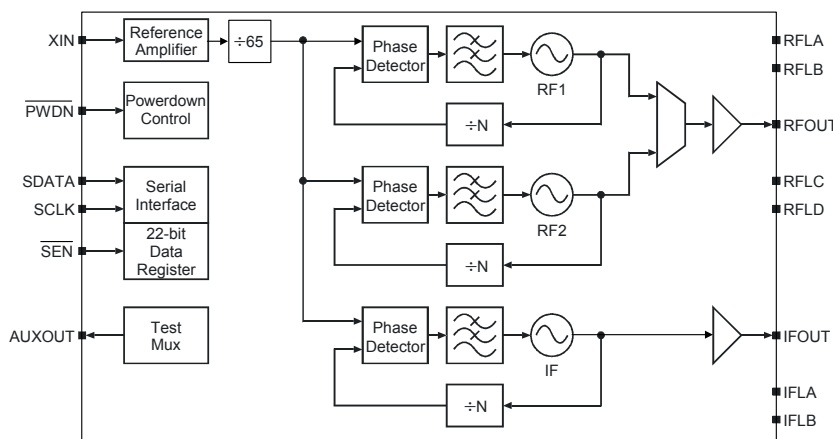 XIN
Reference
Amplifier
÷65
PWDN
Powerdown
Control
SDATA
SCLK
Serial
Interface
SEN
22-bit
Data
Register
AUXOUT
Test
Mux
Phase
Detector
RF1
÷N
Phase
Detector
RF2
÷N
Phase
Detector
IF
÷N
RFLA
RFLB
RFOUT
RFLC
RFLD
IFOUT
IFLA
IFLB